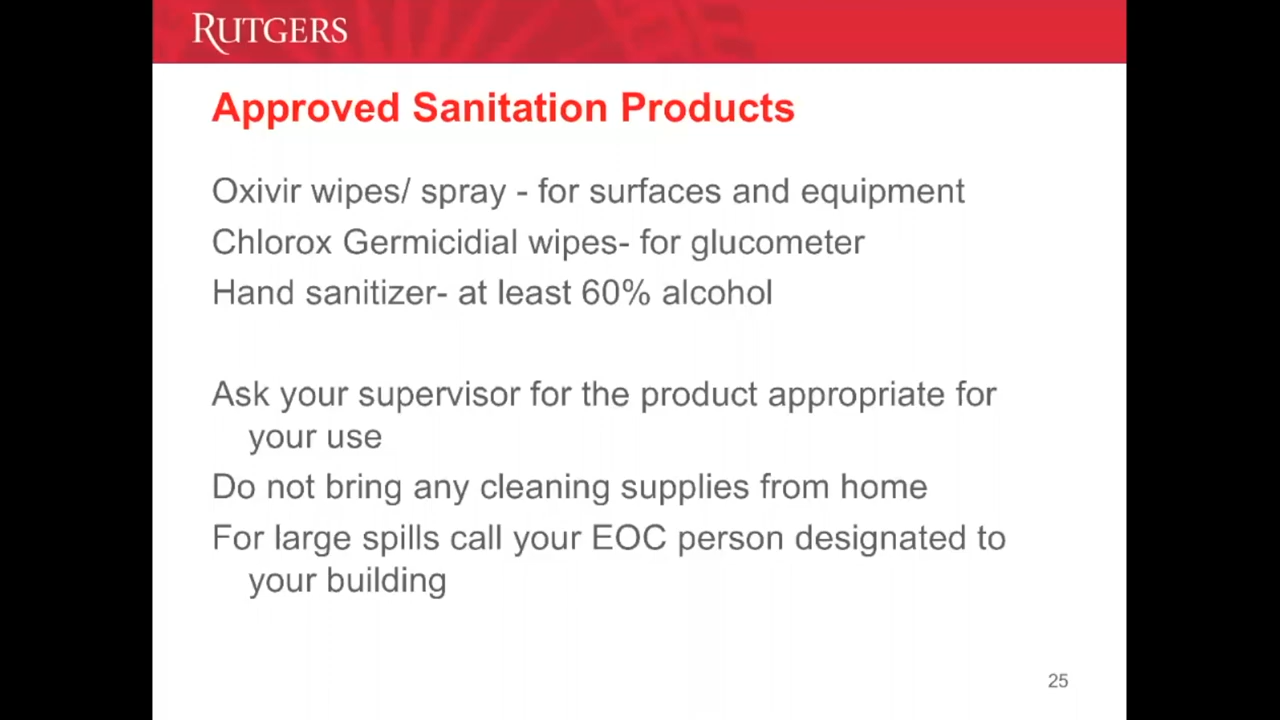 RUTGERS
Approved Sanitation Products
Oxivir wipes/ spray - for surfaces and equipment
Chlorox Germicidial wipes- for glucometer
Hand sanitizer- at least 60% alcohol
Ask your supervisor for the product appropriate for
your use
Do not bring any cleaning supplies from home
For large spills call your EOC person designated to
your building
25